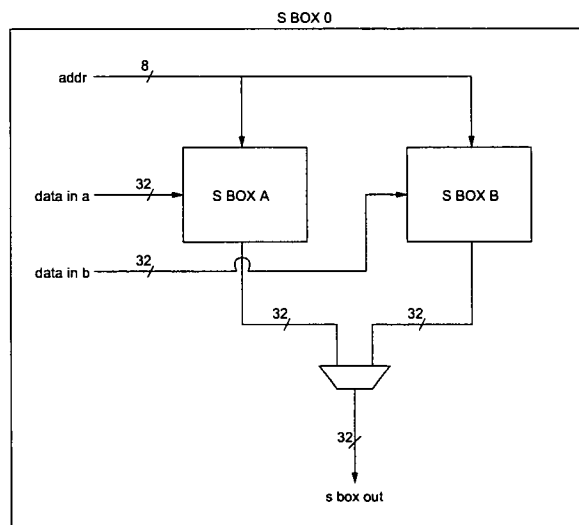 S BOX 0
8
addr
32
data in a
S BOX A
S BOX B
32
data in b
32
32
32
s box out